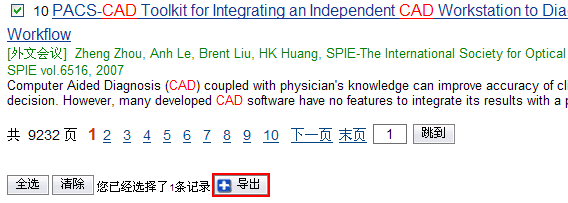 10 PACS-CAD Toolkit for Integrating an Independent CAD Workstation to Dia
Workflow
[外文会议] Zheng Zhou, Anh Le, Brent Liu, HK Huang, SPIE-The International Society for Optical
SPIE vol.6516, 2007
Computer Aided Diagnosis (CAD) coupled with physician's knowledge can improve accuracy of cl
decision. However, many developed CAD software have no features to integrate its results with a p
共 9232 页 1 2 3 4 5 6 7 8 9 10 下一页 末页 1 跳到
全选 清除 您已经选择了1条记录 导出